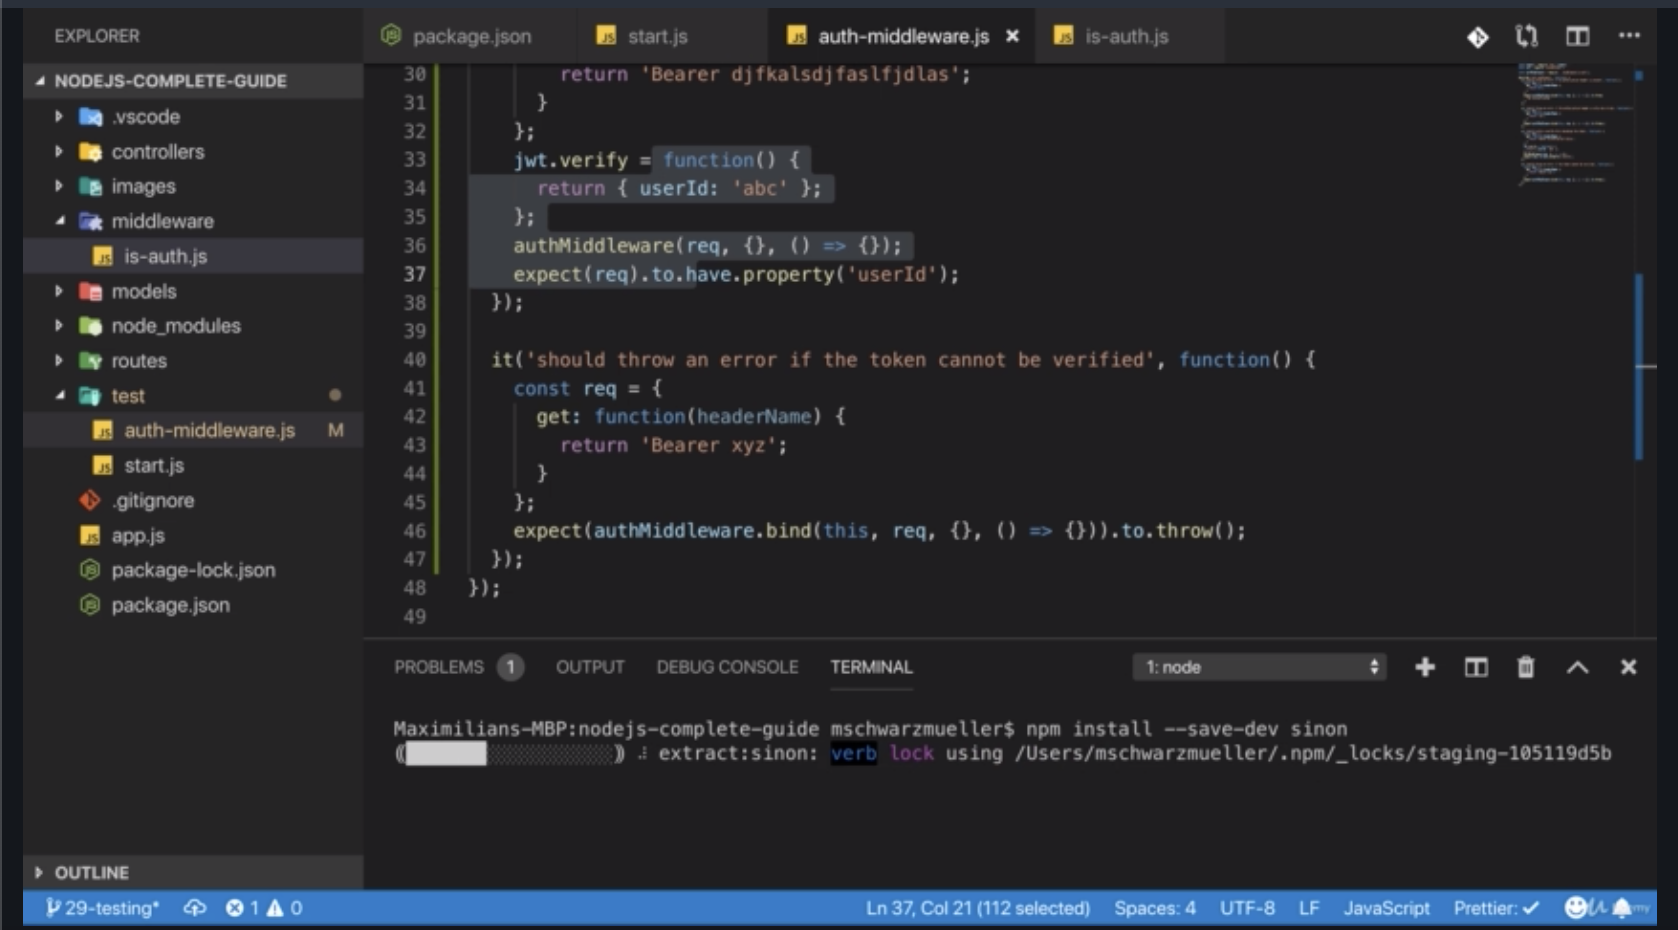 EXPLORER
NODEJS-COMPLETE-GUIDE
.vscode
controllers
images
middleware
is-auth.js
models
node_modules
routes
test
auth-middleware.js M
start.js
.gitignore
app.js
package-lock.json
package.json
OUTLINE
package.json start.js auth-middleware.js is-auth.js
30 return 'Bearer djfkalsdjfaslfjdlas';
31 }
32 };
33 jwt.verify = function() {
34 return { userId: 'abc' };
35 };
36 authMiddleware(req, {}, () => {});
37 expect(req).to.have.property('userId');
38 });
39
40 it('should throw an error if the token cannot be verified', function() {
41 const req = {
42 get: function(headerName) {
43 return 'Bearer xyz';
44 }
45 };
46 expect(authMiddleware.bind(this, req, {}, () => {})).to.throw();
47 });
48 });
49
PROBLEMS 1 OUTPUT DEBUG CONSOLE TERMINAL 1: node
Maximilians-MBP:nodejs-complete-guide mschwarzmueller$ npm install --save-dev sinon
extract:sinon: verb lock using /Users/mschwarzmueller/.npm/_locks/staging-105119d5b
29-testing* 1 0 Ln 37, Col 21 (112 selected) Spaces: 4 UTF-8 LF JavaScript Prettier: ✓